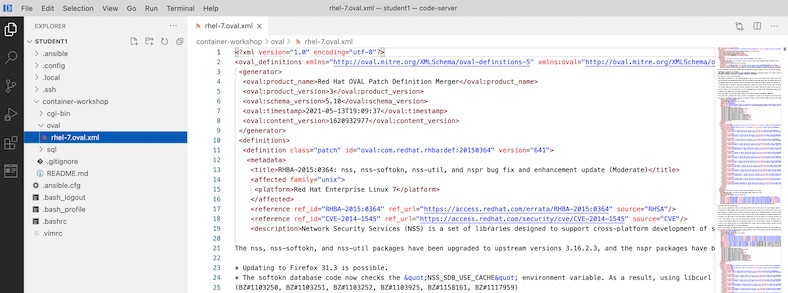 File Edit Selection View Go Run Terminal Help
rhel-7.oval.xml — student1 — code-server
EXPLORER
STUDENT1
.ansible
.config
.local
.ssh
container-workshop
cgi-bin
oval
rhel-7.oval.xml
sql
.gitignore
README.md
.ansible.cfg
.bash_logout
.bash_profile
.bashrc
.vimrc
rhel-7.oval.xml
container-workshop > oval > rhel-7.oval.xml
1 <?xml version="1.0" encoding="utf-8"?>
2 <oval_definitions xmlns="http://oval.mitre.org/XMLSchema/oval-definitions-5" xmlns:oval="http://oval.mitre.org/XMLSchema/o
3 <generator>
4 <oval:product_name>Red Hat OVAL Patch Definition Merger</oval:product_name>
5 <oval:product_version>3</oval:product_version>
6 <oval:schema_version>5.10</oval:schema_version>
7 <oval:timestamp>2021-05-13T19:09:37</oval:timestamp>
8 <oval:content_version>1620932977</oval:content_version>
9 </generator>
10 <definitions>
11 <definition class="patch" id="oval:com.redhat.rhba:def:20150364" version="641">
12 <metadata>
13 <title>RHBA-2015:0364: nss, nss-softokn, nss-util, and nspr bug fix and enhancement update (Moderate)</title>
14 <affected family="unix">
15 <platform>Red Hat Enterprise Linux 7</platform>
16 </affected>
17 <reference ref_id="RHBA-2015:0364" ref_url="https://access.redhat.com/errata/RHBA-2015:0364" source="RHSA"/>
18 <reference ref_id="CVE-2014-1545" ref_url="https://access.redhat.com/security/cve/CVE-2014-1545" source="CVE"/>
19 <description>Network Security Services (NSS) is a set of libraries designed to support cross-platform development of s
20
21 The nss, nss-softokn, and nss-util packages have been upgraded to upstream versions 3.16.2.3, and the nspr packages have b
22
23 * Updating to Firefox 31.3 is possible.
24 * The softokn database code now checks the &quot;NSS_SDB_USE_CACHE&quot; environment variable. As a result, using libcurl
25 (BZ#1103250, BZ#1103251, BZ#1103252, BZ#1103925, BZ#1158161, BZ#1117959)